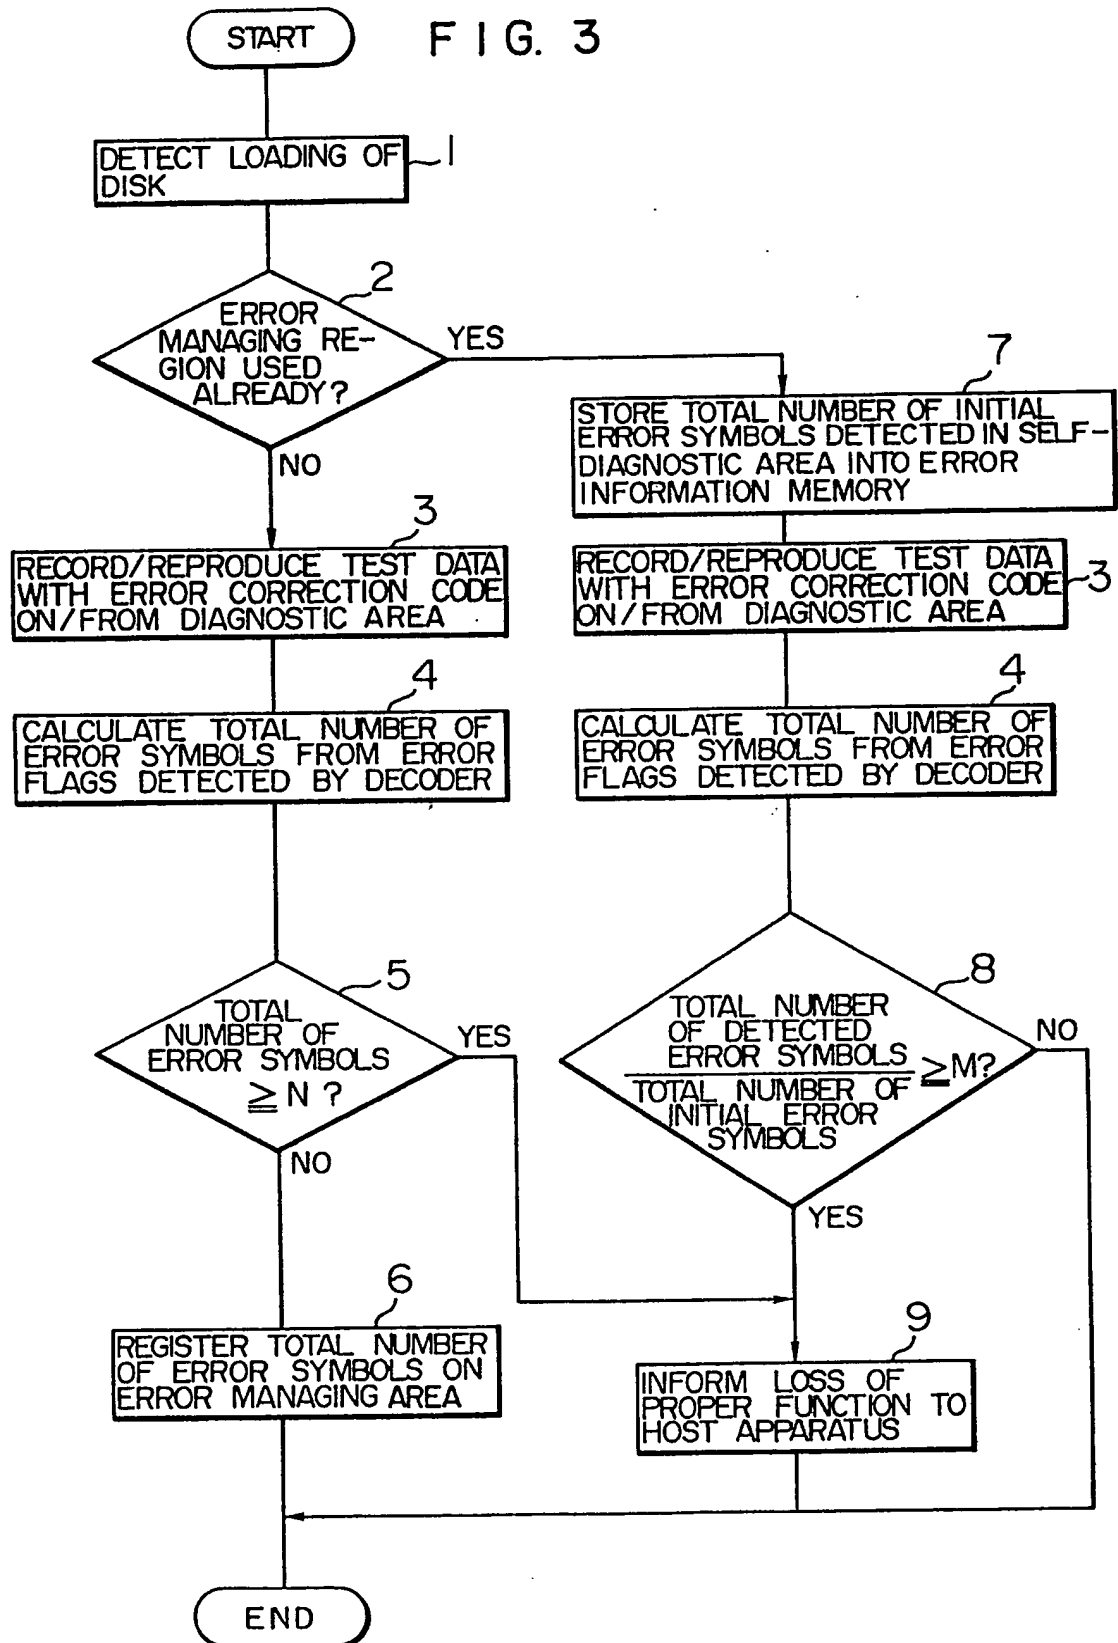 START
FIG. 3
DETECT LOADING OF
DISK
1
2
ERROR
MANAGING RE-
GION USED
ALREADY?
YES
NO
3
RECORD/REPRODUCE TEST DATA
WITH ERROR CORRECTION CODE
ON/FROM DIAGNOSTIC AREA
4
CALCULATE TOTAL NUMBER OF
ERROR SYMBOLS FROM ERROR
FLAGS DETECTED BY DECODER
5
TOTAL
NUMBER OF
ERROR SYMBOLS
≧ N ?
YES
NO
6
REGISTER TOTAL NUMBER
OF ERROR SYMBOLS ON
ERROR MANAGING AREA
7
STORE TOTAL NUMBER OF INITIAL
ERROR SYMBOLS DETECTED IN SELF-
DIAGNOSTIC AREA INTO ERROR
INFORMATION MEMORY
RECORD/REPRODUCE TEST DATA
WITH ERROR CORRECTION CODE
ON/FROM DIAGNOSTIC AREA
3
4
CALCULATE TOTAL NUMBER OF
ERROR SYMBOLS FROM ERROR
FLAGS DETECTED BY DECODER
8
TOTAL NUMBER
OF DETECTED
ERROR SYMBOLS
≧M?
TOTAL NUMBER OF
INITIAL ERROR
SYMBOLS
NO
YES
9
INFORM LOSS OF
PROPER FUNCTION TO
HOST APPARATUS
END